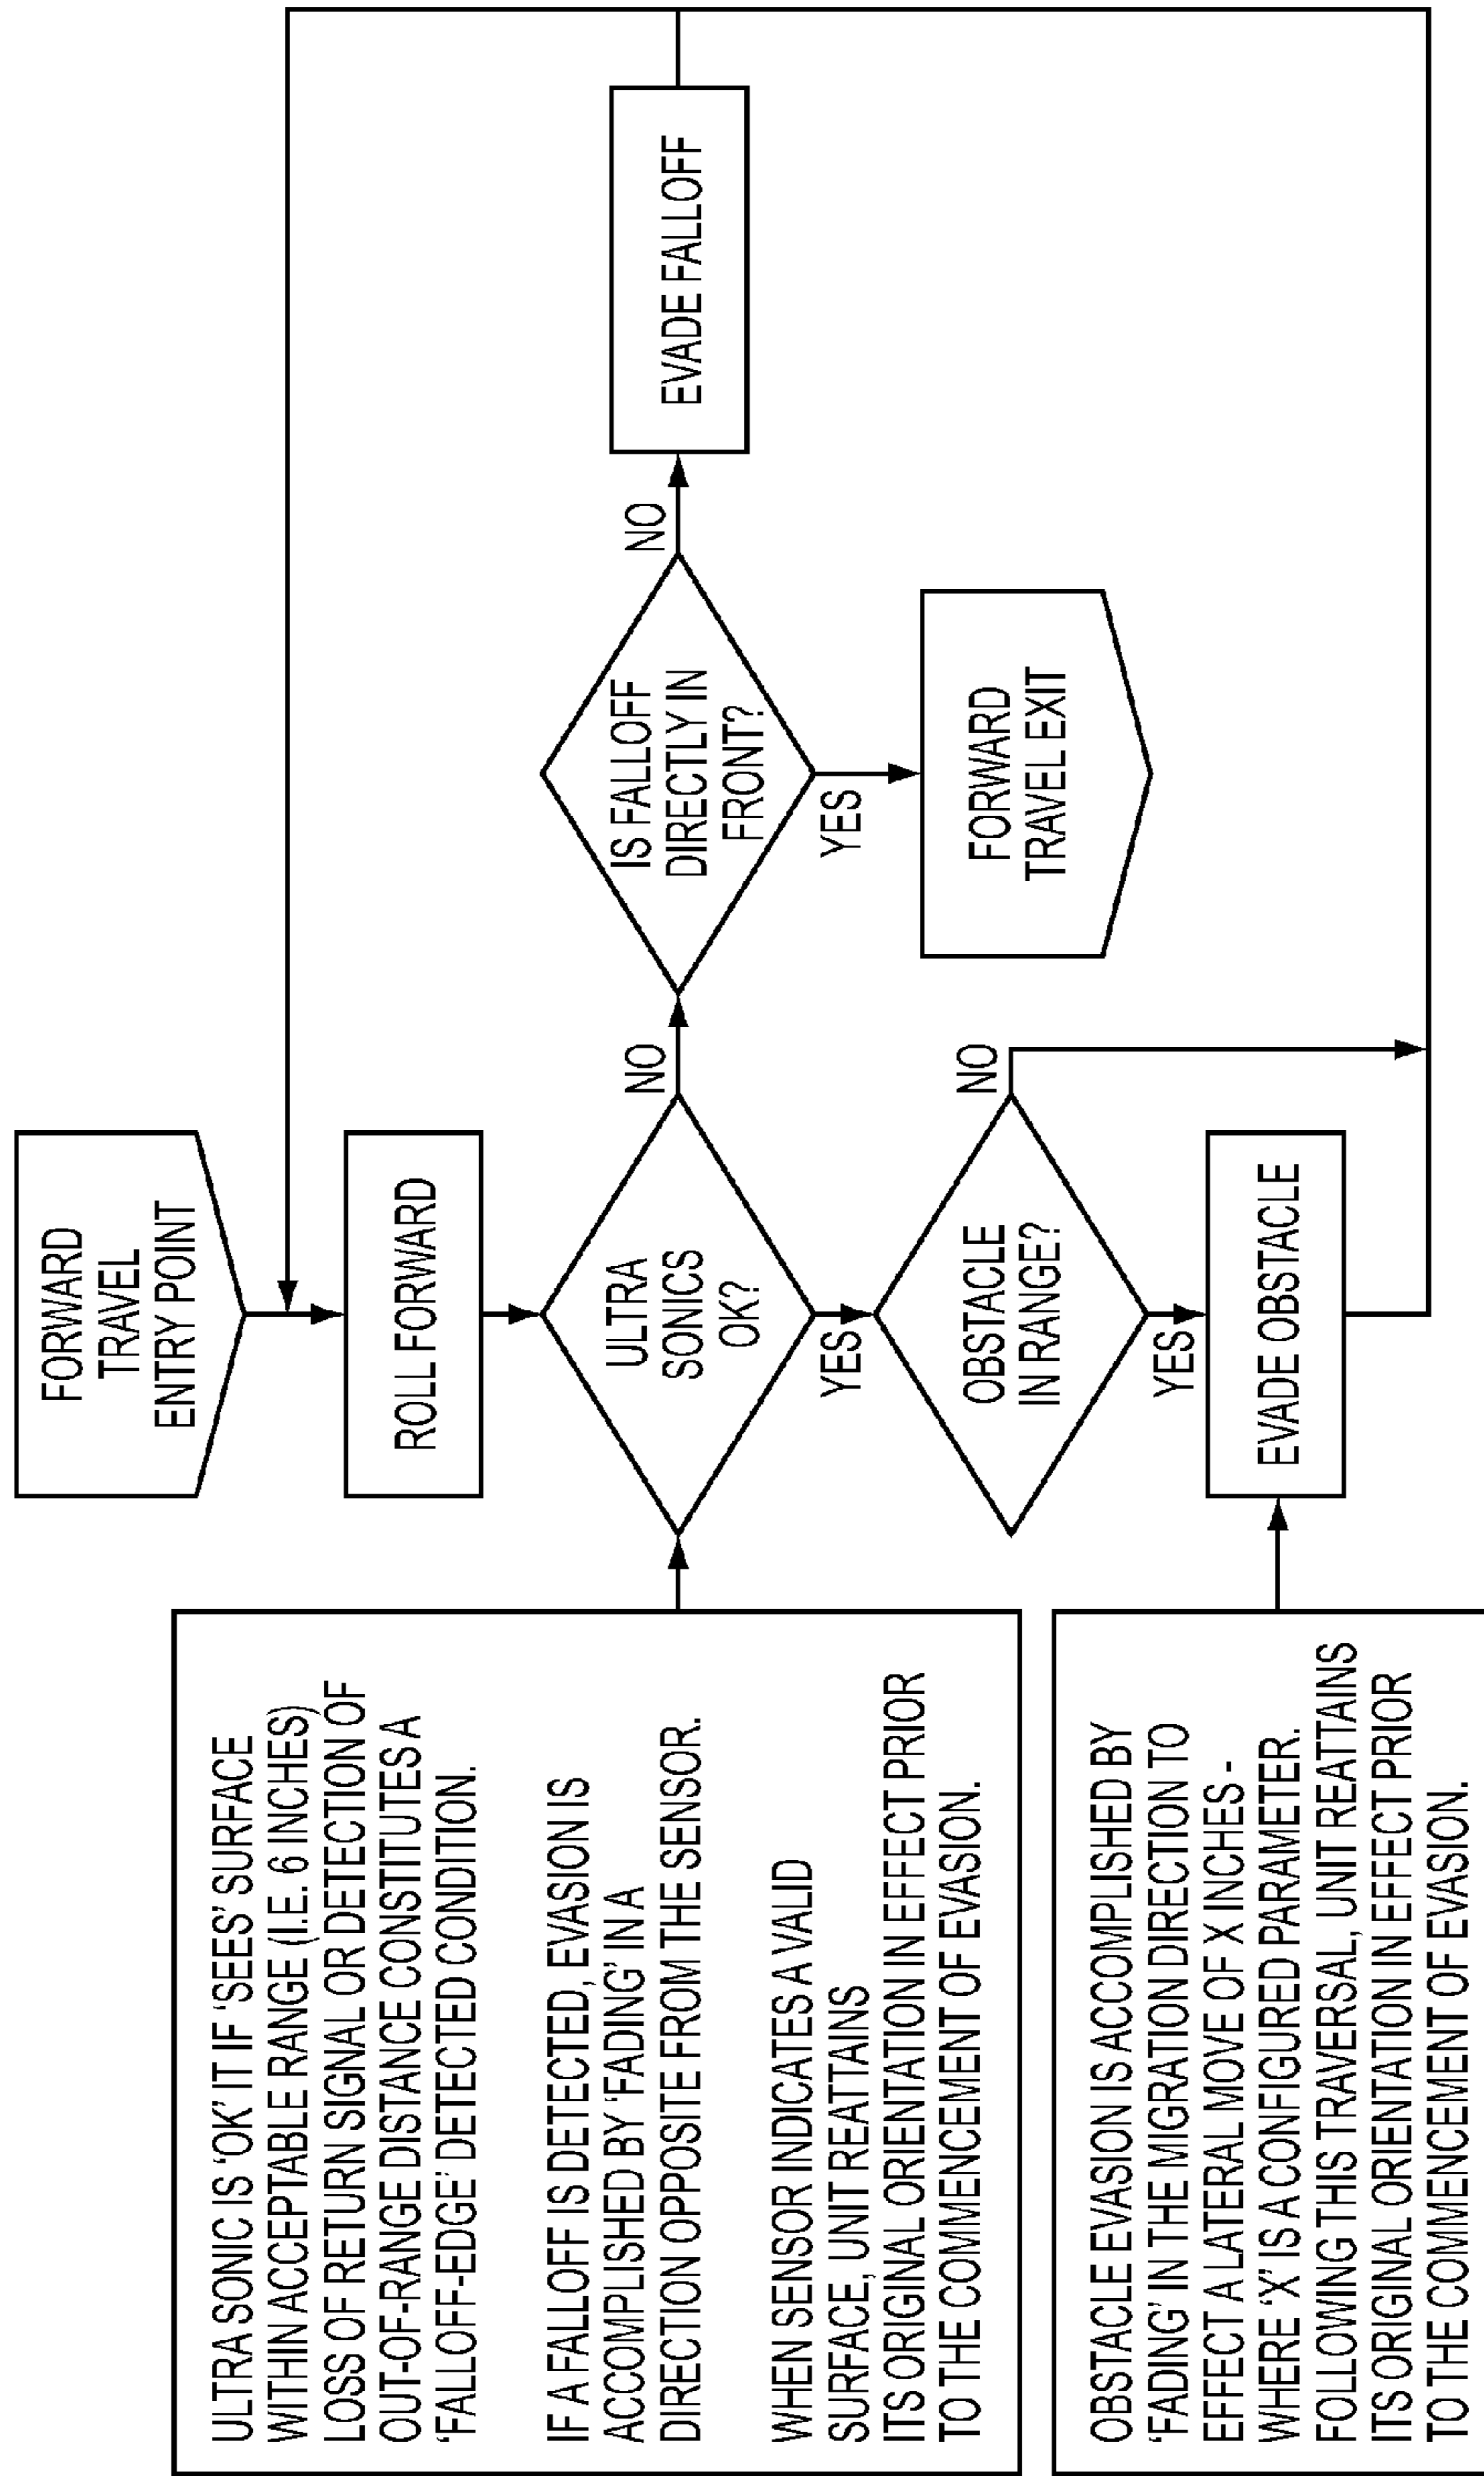 FORWARD
TRAVEL
ENTRY POINT
ROLL FORWARD
ULTRA
SONICS
OK?
NO
YES
IS FALLOFF
DIRECTLY IN
FRONT?
NO
YES
EVADE FALLOFF
FORWARD
TRAVEL EXIT
OBSTACLE
IN RANGE?
NO
YES
EVADE OBSTACLE
ULTRA SONIC IS 'OK' IT IF 'SEES' SURFACE
WITHIN ACCEPTABLE RANGE (I.E. 6 INCHES)
LOSS OF RETURN SIGNAL OR DETECTION OF
OUT-OF-RANGE DISTANCE CONSTITUTES A
'FALLOFF-EDGE' DETECTED CONDITION.
IF A FALLOFF IS DETECTED, EVASION IS
ACCOMPLISHED BY 'FADING' IN A
DIRECTION OPPOSITE FROM THE SENSOR.
WHEN SENSOR INDICATES A VALID
SURFACE, UNIT REATTAINS
ITS ORIGINAL ORIENTATION IN EFFECT PRIOR
TO THE COMMENCEMENT OF EVASION.
OBSTACLE EVASION IS ACCOMPLISHED BY
'FADING' IN THE MIGRATION DIRECTION TO
EFFECT A LATERAL MOVE OF X INCHES -
WHERE 'X' IS A CONFIGURED PARAMETER.
FOLLOWING THIS TRAVERSAL, UNIT REATTAINS
ITS ORIGINAL ORIENTATION IN EFFECT PRIOR
TO THE COMMENCEMENT OF EVASION.